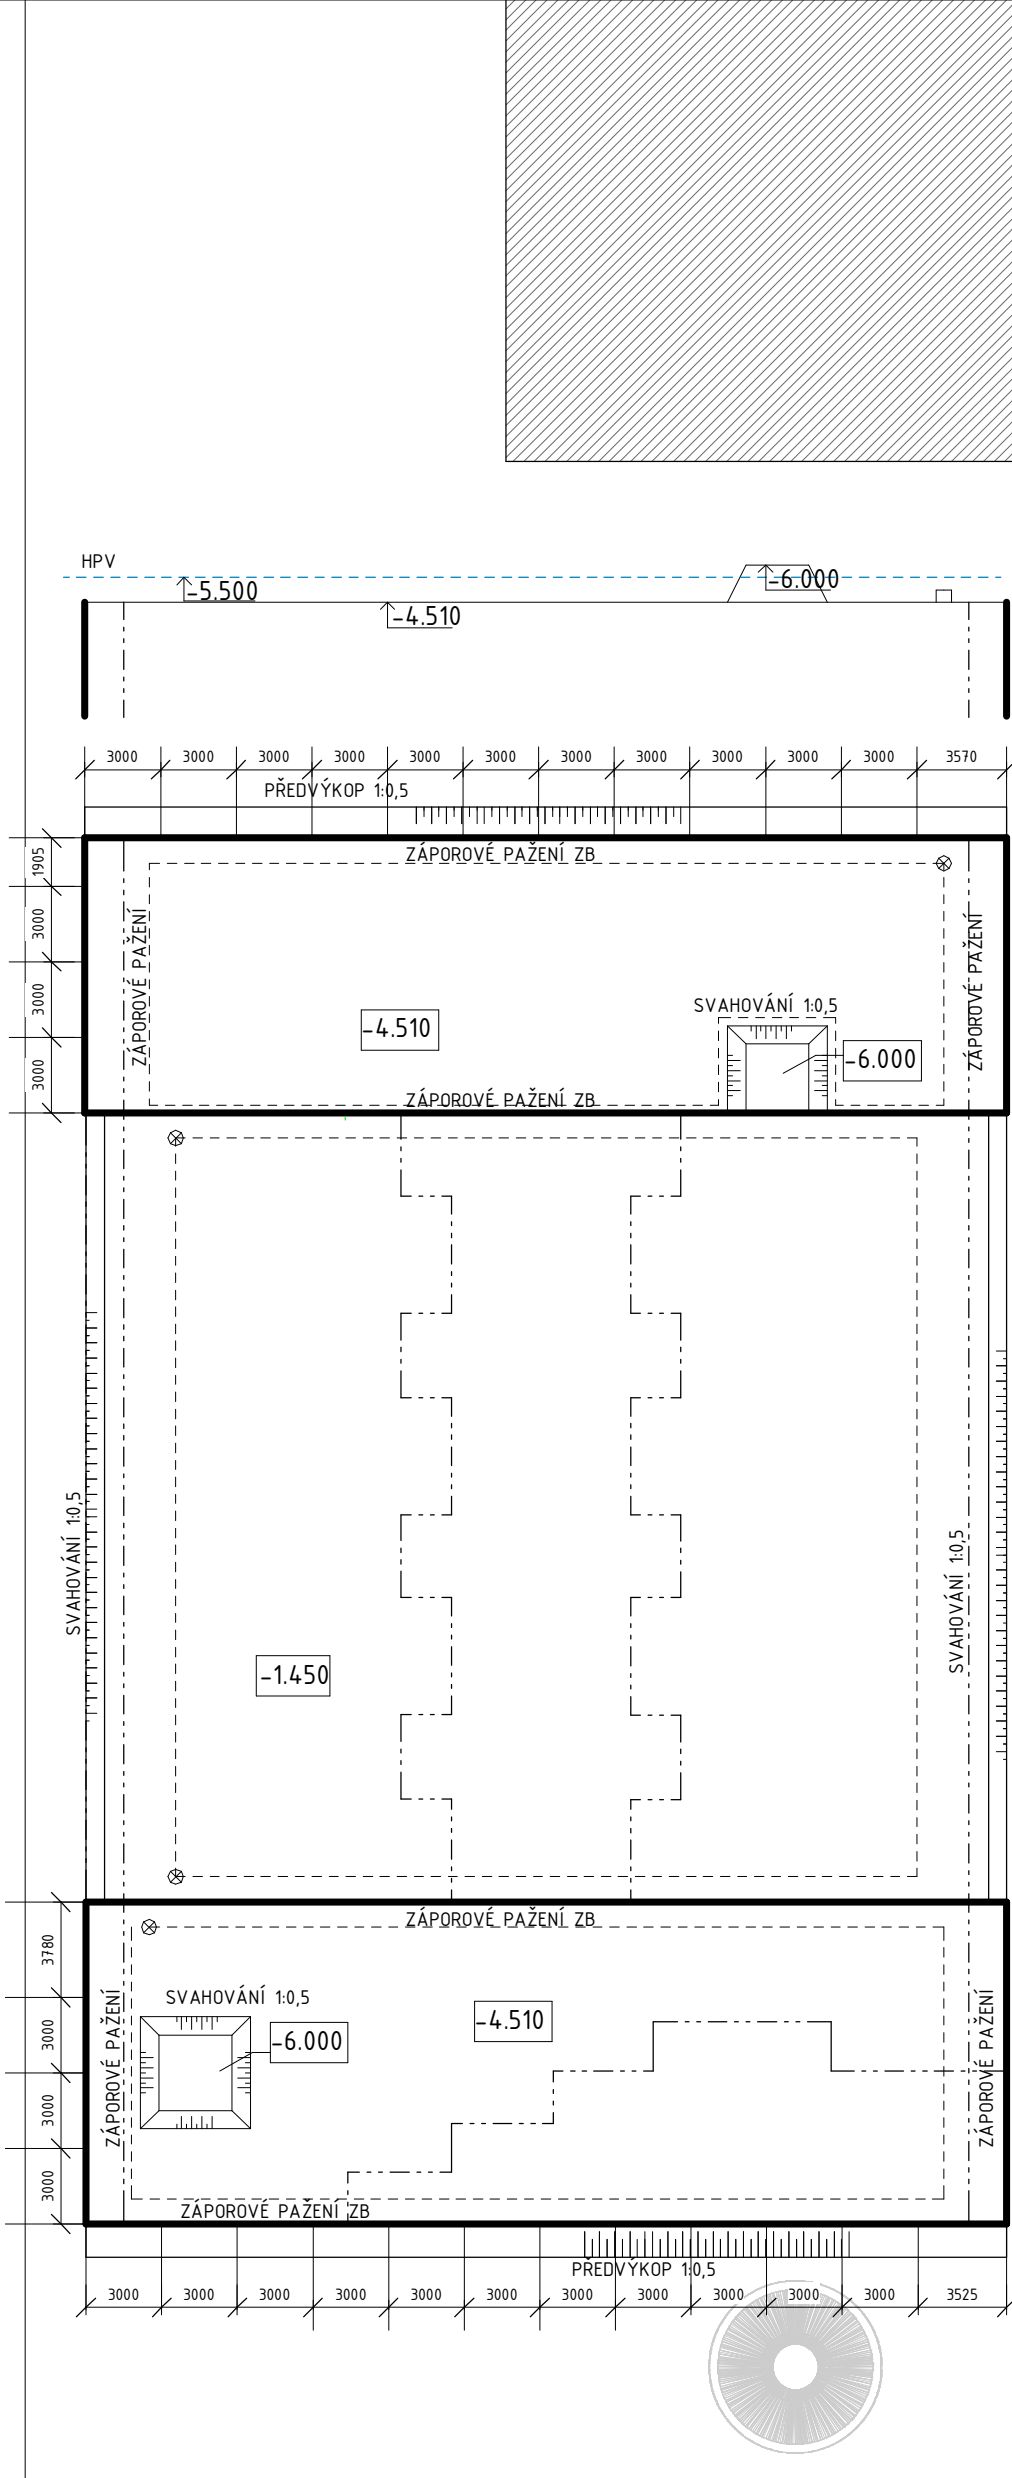 HPV
-5.500
-4.510
-6.000
3000 3000 3000 3000 3000 3000 3000 3000 3000 3000 3000 3570
PŘEDVÝKOP 1:0,5
1905
3000
3000
3000
ZÁPOROVÉ PAŽENÍ ZB
ZÁPOROVÉ PAŽENÍ
ZÁPOROVÉ PAŽENÍ
-4.510
SVAHOVÁNÍ 1:0,5
-6.000
ZÁPOROVÉ PAŽENÍ ZB
SVAHOVÁNÍ 1:0,5
SVAHOVÁNÍ 1:0,5
-1.450
3780
3000
3000
3000
ZÁPOROVÉ PAŽENÍ ZB
ZÁPOROVÉ PAŽENÍ
SVAHOVÁNÍ 1:0,5
-6.000
-4.510
ZÁPOROVÉ PAŽENÍ
ZÁPOROVÉ PAŽENÍ ZB
PŘEDVÝKOP 1:0,5
3000 3000 3000 3000 3000 3000 3000 3000 3000 3000 3000 3525